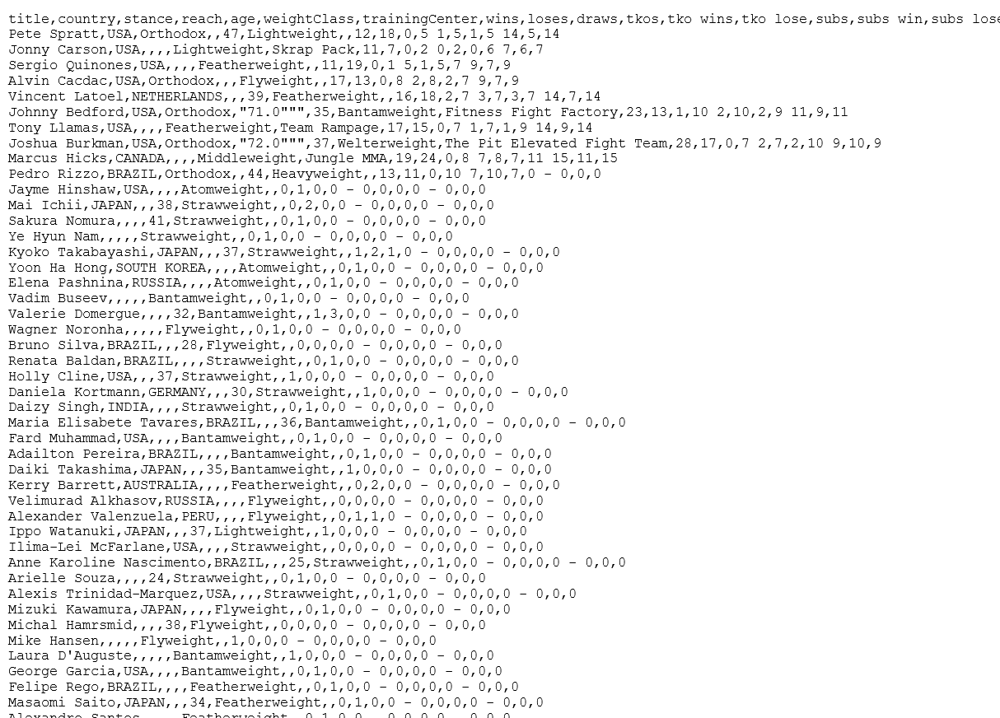 title,country,stance,reach,age,weightClass,trainingCenter,wins,loses,draws,tkos,tko wins,tko lose,subs,subs win,subs lose
Pete Spratt,USA,Orthodox,,47,Lightweight,,12,18,0,5 1,5,1,5 14,5,14
Jonny Carson,USA,,,,Lightweight,Skrap Pack,11,7,0,2 0,2,0,6 7,6,7
Sergio Quinones,USA,,,,Featherweight,,11,19,0,1 5,1,5,7 9,7,9
Alvin Cacdac,USA,Orthodox,,,Flyweight,,17,13,0,8 2,8,2,7 9,7,9
Vincent Latoel,NETHERLANDS,,,39,Featherweight,,16,18,2,7 3,7,3,7 14,7,14
Johnny Bedford,USA,Orthodox,"71.0""",35,Bantamweight,Fitness Fight Factory,23,13,1,10 2,10,2,9 11,9,11
Tony Llamas,USA,,,,Featherweight,Team Rampage,17,15,0,7 1,7,1,9 14,9,14
Joshua Burkman,USA,Orthodox,"72.0""",37,Welterweight,The Pit Elevated Fight Team,28,17,0,7 2,7,2,10 9,10,9
Marcus Hicks,CANADA,,,,Middleweight,Jungle MMA,19,24,0,8 7,8,7,11 15,11,15
Pedro Rizzo,BRAZIL,Orthodox,,44,Heavyweight,,13,11,0,10 7,10,7,0 - 0,0,0
Jayme Hinshaw,USA,,,,Atomweight,,0,1,0,0 - 0,0,0,0 - 0,0,0
Mai Ichii,JAPAN,,,38,Strawweight,,0,2,0,0 - 0,0,0,0 - 0,0,0
Sakura Nomura,,,,41,Strawweight,,0,1,0,0 - 0,0,0,0 - 0,0,0
Ye Hyun Nam,,,,,Strawweight,,0,1,0,0 - 0,0,0,0 - 0,0,0
Kyoko Takabayashi,JAPAN,,,37,Strawweight,,1,2,1,0 - 0,0,0,0 - 0,0,0
Yoon Ha Hong,SOUTH KOREA,,,,Atomweight,,0,1,0,0 - 0,0,0,0 - 0,0,0
Elena Pashnina,RUSSIA,,,,Atomweight,,0,1,0,0 - 0,0,0,0 - 0,0,0
Vadim Buseev,,,,,Bantamweight,,0,1,0,0 - 0,0,0,0 - 0,0,0
Valerie Domergue,,,,32,Bantamweight,,1,3,0,0 - 0,0,0,0 - 0,0,0
Wagner Noronha,,,,,Flyweight,,0,1,0,0 - 0,0,0,0 - 0,0,0
Bruno Silva,BRAZIL,,,28,Flyweight,,0,0,0,0 - 0,0,0,0 - 0,0,0
Renata Baldan,BRAZIL,,,,Strawweight,,0,1,0,0 - 0,0,0,0 - 0,0,0
Holly Cline,USA,,,37,Strawweight,,1,0,0,0 - 0,0,0,0 - 0,0,0
Daniela Kortmann,GERMANY,,,30,Strawweight,,1,0,0,0 - 0,0,0,0 - 0,0,0
Daizy Singh,INDIA,,,,Strawweight,,0,1,0,0 - 0,0,0,0 - 0,0,0
Maria Elisabete Tavares,BRAZIL,,,36,Bantamweight,,0,1,0,0 - 0,0,0,0 - 0,0,0
Fard Muhammad,USA,,,,Bantamweight,,0,1,0,0 - 0,0,0,0 - 0,0,0
Adailton Pereira,BRAZIL,,,,Bantamweight,,0,1,0,0 - 0,0,0,0 - 0,0,0
Daiki Takashima,JAPAN,,,35,Bantamweight,,1,0,0,0 - 0,0,0,0 - 0,0,0
Kerry Barrett,AUSTRALIA,,,,Featherweight,,0,2,0,0 - 0,0,0,0 - 0,0,0
Velimurad Alkhasov,RUSSIA,,,,Flyweight,,0,0,0,0 - 0,0,0,0 - 0,0,0
Alexander Valenzuela,PERU,,,,Flyweight,,0,1,1,0 - 0,0,0,0 - 0,0,0
Ippo Watanuki,JAPAN,,,37,Lightweight,,1,0,0,0 - 0,0,0,0 - 0,0,0
Ilima-Lei McFarlane,USA,,,,Strawweight,,0,0,0,0 - 0,0,0,0 - 0,0,0
Anne Karoline Nascimento,BRAZIL,,,25,Strawweight,,0,1,0,0 - 0,0,0,0 - 0,0,0
Arielle Souza,,,,24,Strawweight,,0,1,0,0 - 0,0,0,0 - 0,0,0
Alexis Trinidad-Marquez,USA,,,,Strawweight,,0,1,0,0 - 0,0,0,0 - 0,0,0
Mizuki Kawamura,JAPAN,,,,Flyweight,,0,1,0,0 - 0,0,0,0 - 0,0,0
Michal Hamrsmid,,,,38,Flyweight,,0,0,0,0 - 0,0,0,0 - 0,0,0
Mike Hansen,,,,,Flyweight,,1,0,0,0 - 0,0,0,0 - 0,0,0
Laura D'Auguste,,,,,Bantamweight,,1,0,0,0 - 0,0,0,0 - 0,0,0
George Garcia,USA,,,,Bantamweight,,0,1,0,0 - 0,0,0,0 - 0,0,0
Felipe Rego,BRAZIL,,,,Featherweight,,0,1,0,0 - 0,0,0,0 - 0,0,0
Masaomi Saito,JAPAN,,,34,Featherweight,,0,1,0,0 - 0,0,0,0 - 0,0,0